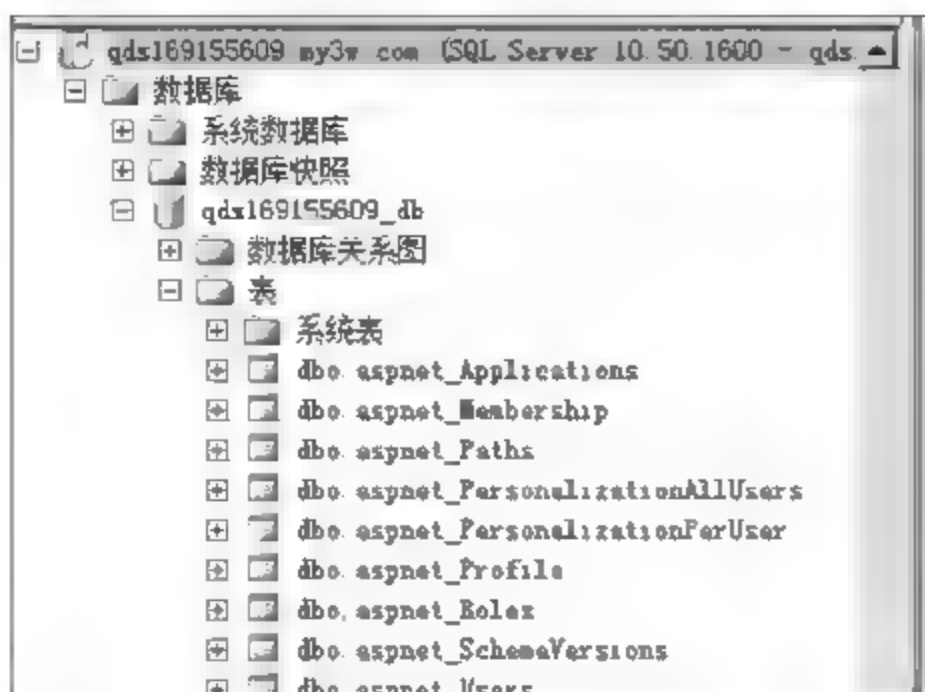 qds169155609.my3w.com (SQL Server 10.50.1600 - qds
数据库
系统数据库
数据库快照
qds169155609_db
数据库关系图
表
系统表
dbo.aspnet_Applications
dbo.aspnet_Membership
dbo.aspnet_Paths
dbo.aspnet_PersonalizationAllUsers
dbo.aspnet_PersonalizationPerUser
dbo.aspnet_Profile
dbo.aspnet_Roles
dbo.aspnet_SchemaVersions
dbo.aspnet_Users